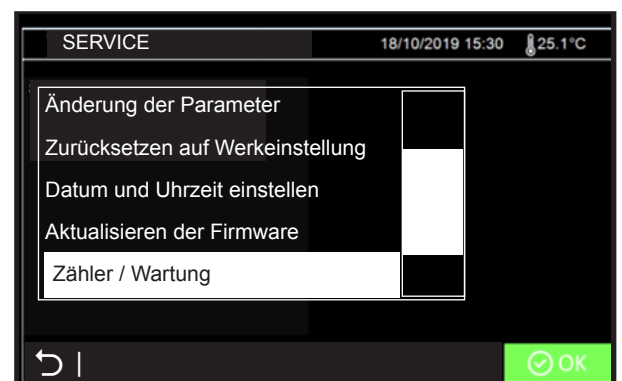 SERVICE 18/10/2019 15:30 25.1°C
Änderung der Parameter
Zurücksetzen auf Werkeinstellung
Datum und Uhrzeit einstellen
Aktualisieren der Firmware
Zähler / Wartung
OK